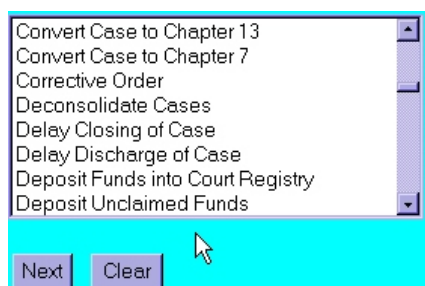 Convert Case to Chapter 13
Convert Case to Chapter 7
Corrective Order
Deconsolidate Cases
Delay Closing of Case
Delay Discharge of Case
Deposit Funds into Court Registry
Deposit Unclaimed Funds
Next Clear